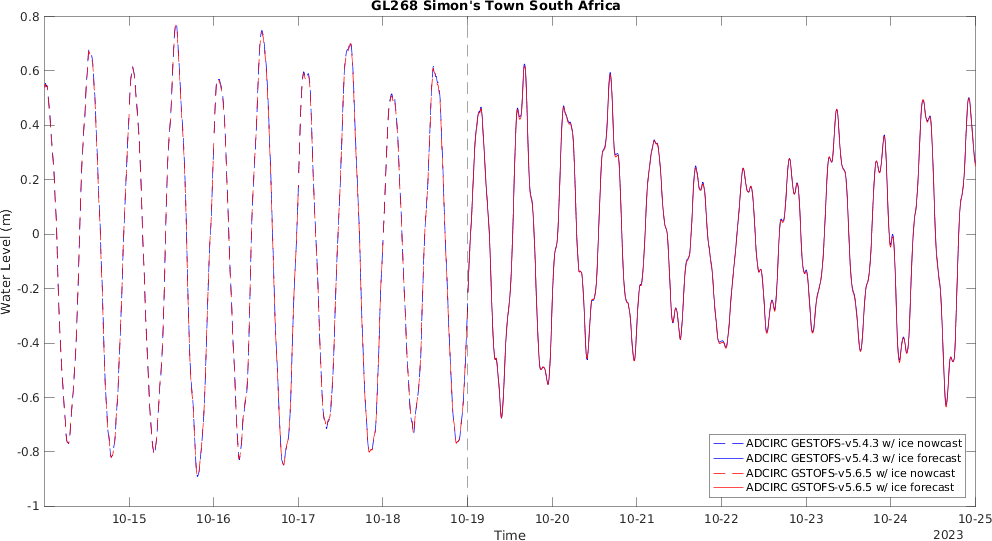 GL268 Simon's Town South Africa
Water Level (m)
0.8
0.6
0.4
0.2
0
-0.2
-0.4
-0.6
-0.8
-1
10-15 10-16 10-17 10-18 10-19 10-20 10-21 10-22 10-23 10-24 10-25
Time
2023
ADCIRC GESTOFS-v5.4.3 w/ ice nowcast
ADCIRC GESTOFS-v5.4.3 w/ ice forecast
ADCIRC GSTOFS-v5.6.5 w/ ice nowcast
ADCIRC GSTOFS-v5.6.5 w/ ice forecast